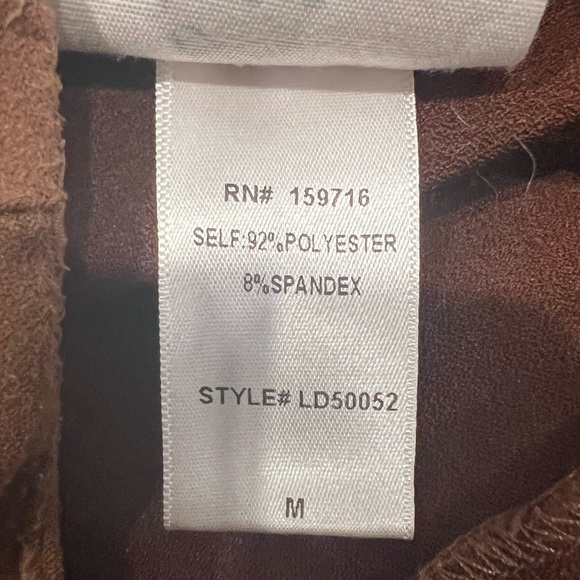 RN# 159716
SELF:92%POLYESTER
8%SPANDEX
STYLE# LD50052
M